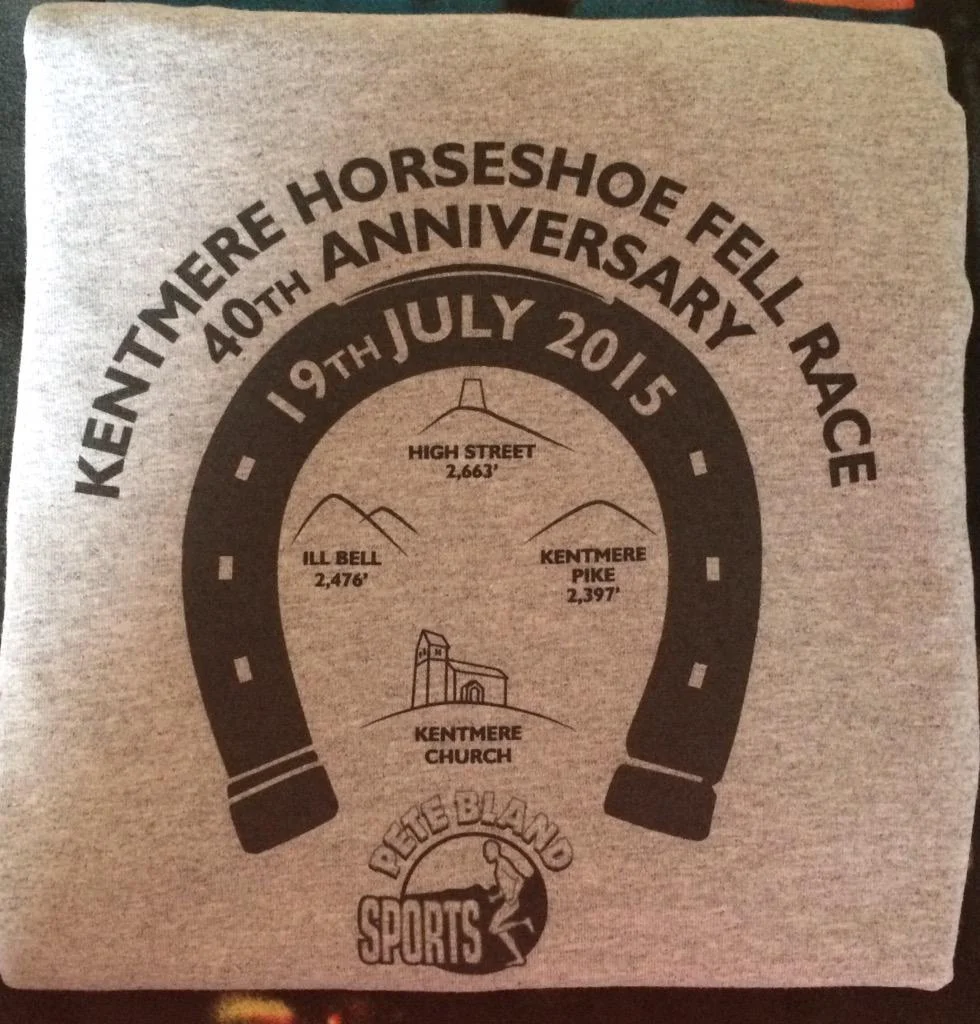 KENTMERE HORSESHOE FELL RACE
40TH ANNIVERSARY
19TH JULY 2015
HIGH STREET
2,663'
ILL BELL
2,476'
KENTMERE
PIKE
2,397'
KENTMERE
CHURCH
PETE BLAND
SPORTS